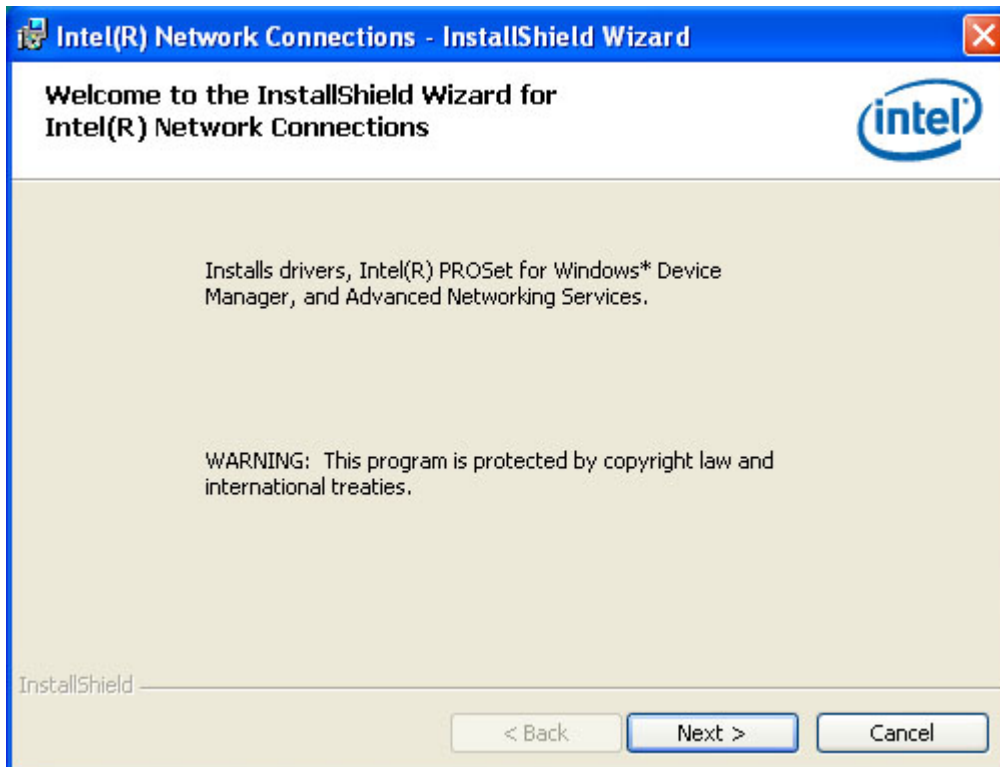 Intel(R) Network Connections - InstallShield Wizard
Welcome to the InstallShield Wizard for
Intel(R) Network Connections
intel
Installs drivers, Intel(R) PROSet for Windows* Device
Manager, and Advanced Networking Services.
WARNING:  This program is protected by copyright law and
international treaties.
InstallShield
< Back
Next >
Cancel